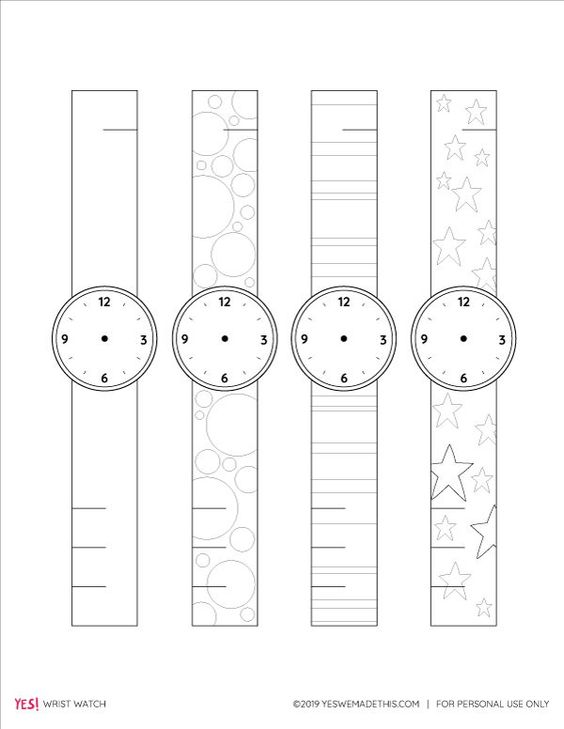 12 12 12 12
9 3 9 3 9 3 9 3
6 6 6 6
YES! WRIST WATCH ©2019 YESWEMADETHIS.COM | FOR PERSONAL USE ONLY